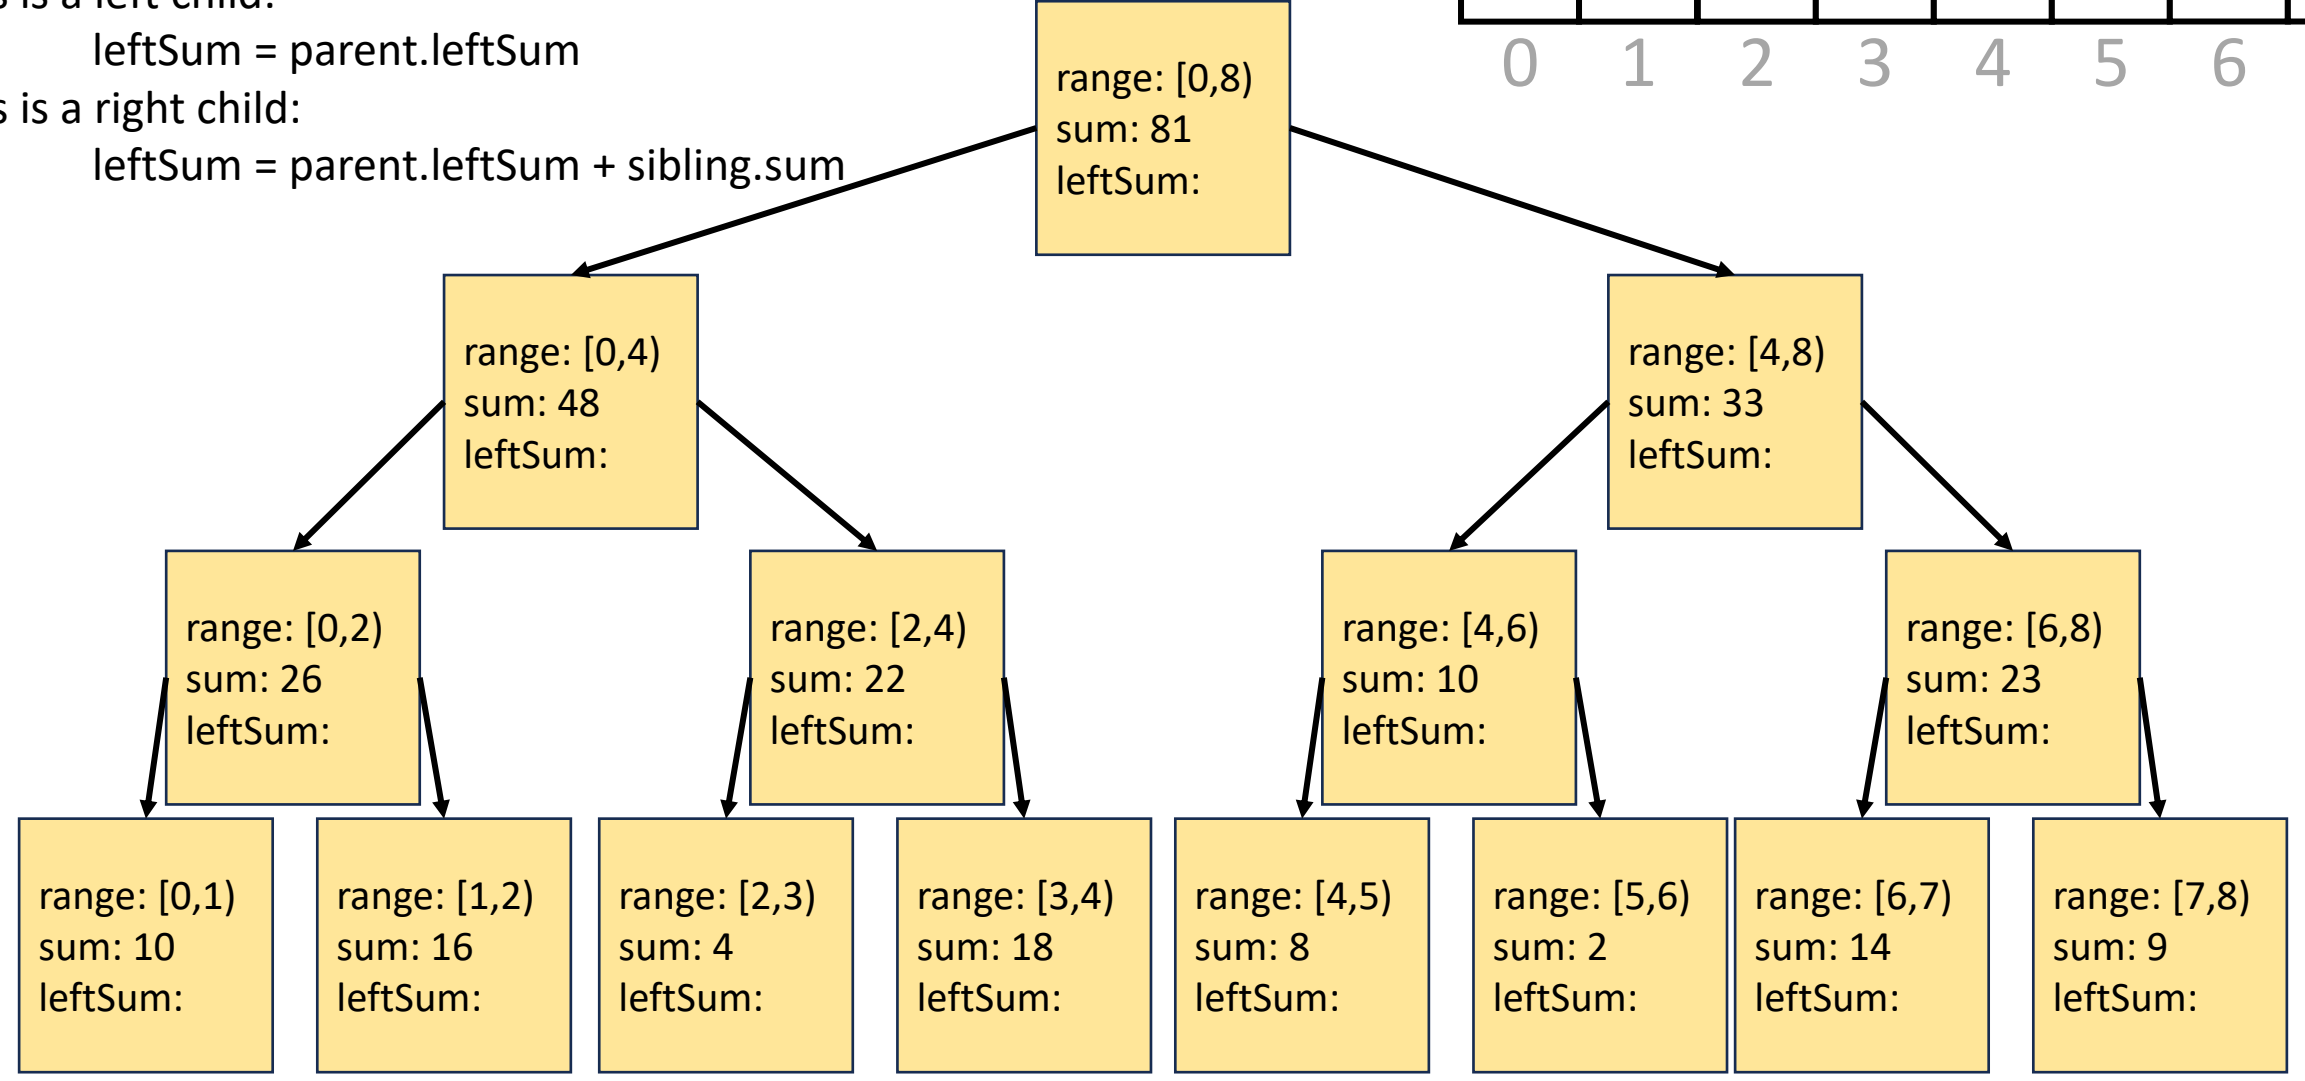 s is a left child:
leftSum = parent.leftSum
s is a right child:
leftSum = parent.leftSum + sibling.sum
0 1 2 3 4 5 6
range: [0,8)
sum: 81
leftSum:
range: [0,4)
sum: 48
leftSum:
range: [4,8)
sum: 33
leftSum:
range: [0,2)
sum: 26
leftSum:
range: [2,4)
sum: 22
leftSum:
range: [4,6)
sum: 10
leftSum:
range: [6,8)
sum: 23
leftSum:
range: [0,1)
sum: 10
leftSum:
range: [1,2)
sum: 16
leftSum:
range: [2,3)
sum: 4
leftSum:
range: [3,4)
sum: 18
leftSum:
range: [4,5)
sum: 8
leftSum:
range: [5,6)
sum: 2
leftSum:
range: [6,7)
sum: 14
leftSum:
range: [7,8)
sum: 9
leftSum: